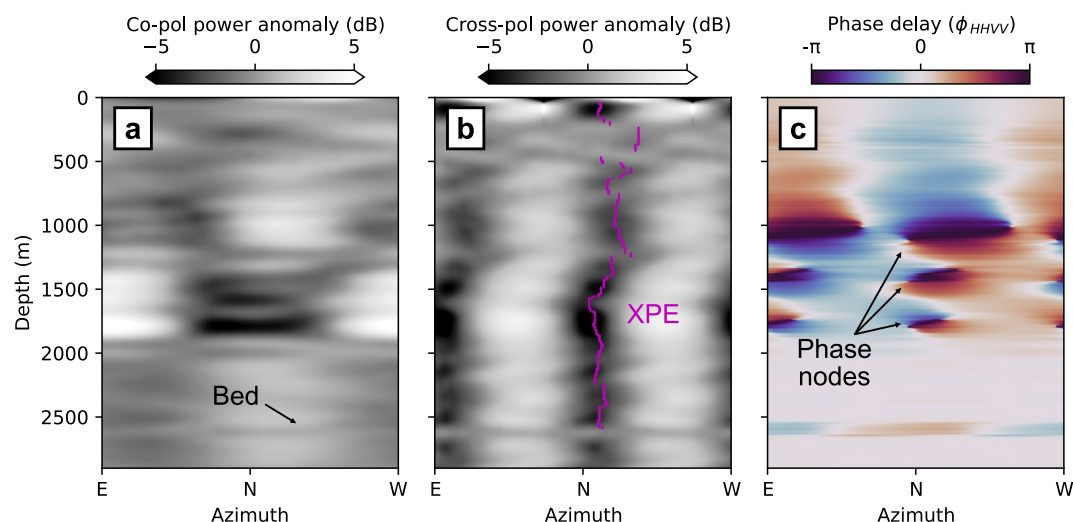 Co-pol power anomaly (dB)
−5 0 5
Cross-pol power anomaly (dB)
−5 0 5
Phase delay (ϕHHVV)
-π 0 π
a
b
c
0
500
1000
1500
2000
2500
Depth (m)
Bed
XPE
Phase
nodes
E N W
E N W
E N W
Azimuth
Azimuth
Azimuth